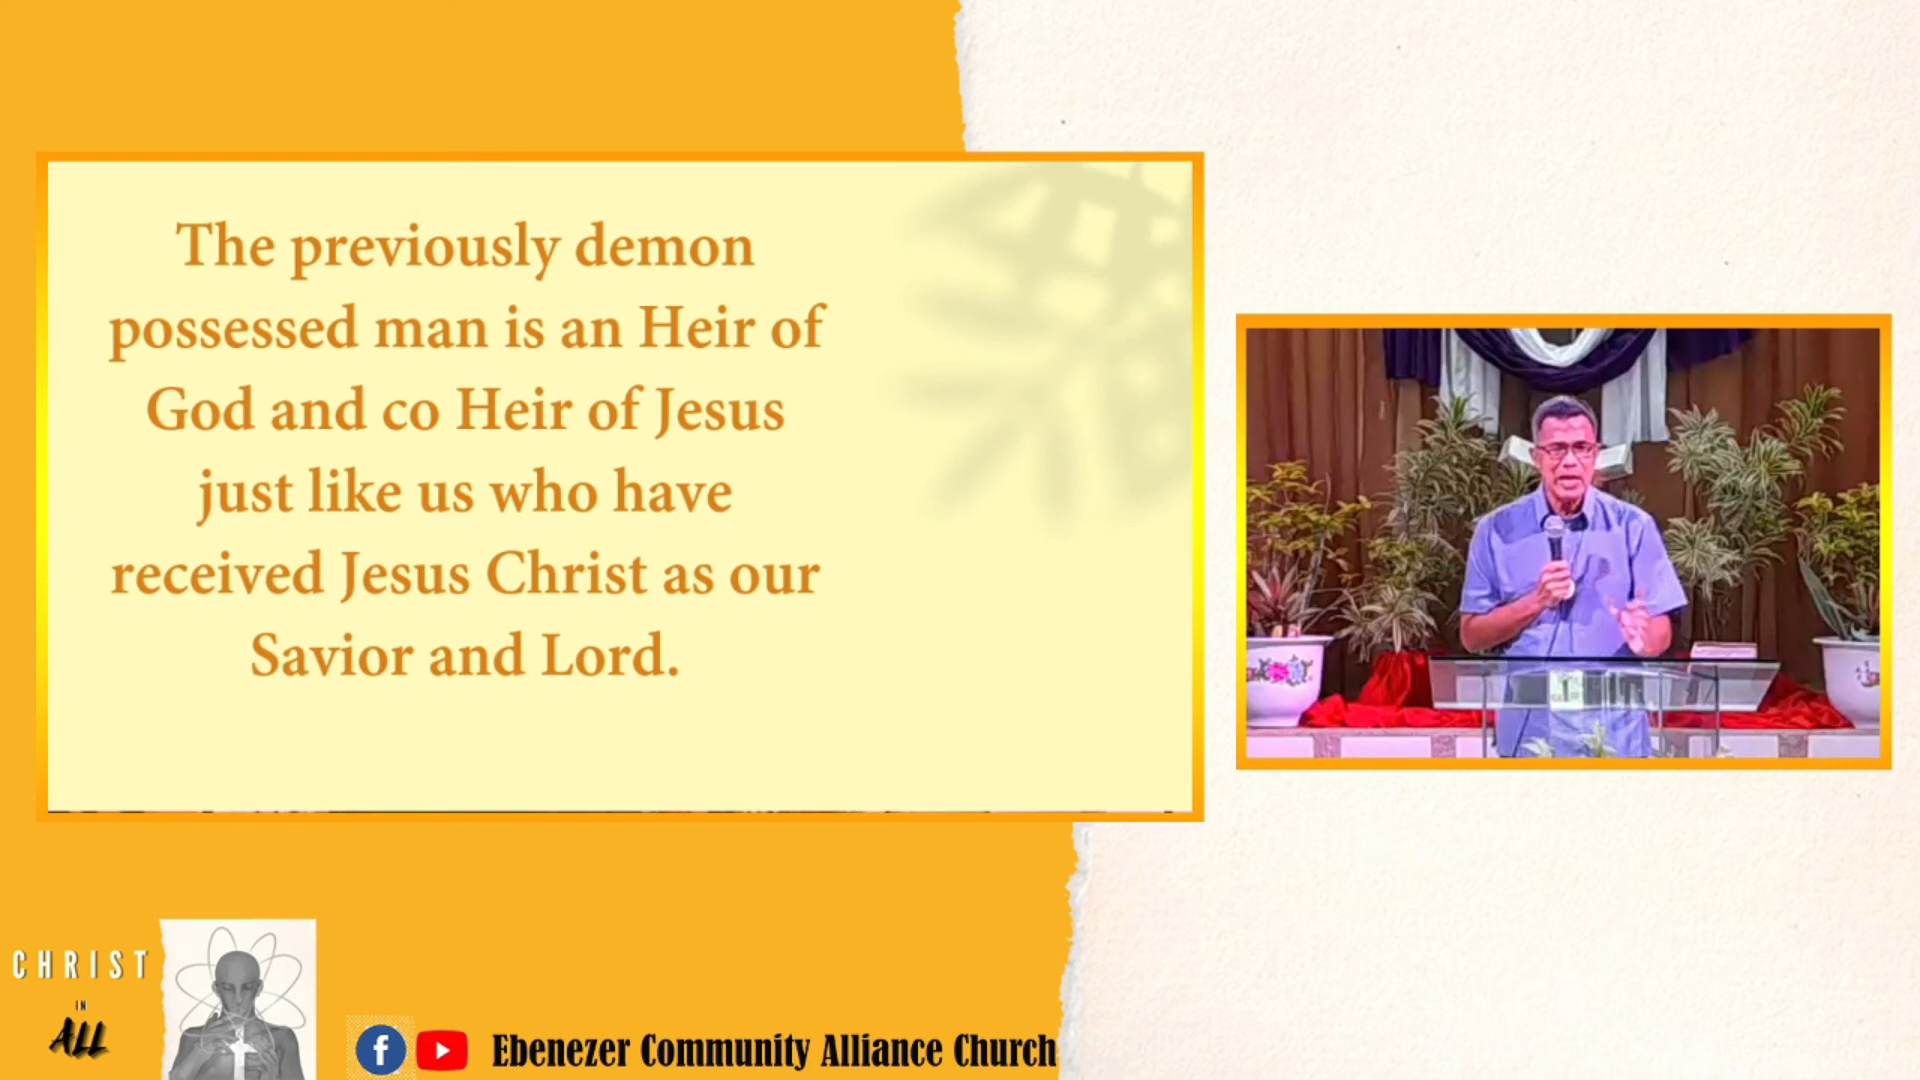 The previously demon
possessed man is an Heir of
God and co Heir of Jesus
just like us who have
received Jesus Christ as our
Savior and Lord.
CHRIST
IN
ALL
Ebenezer Community Alliance Church